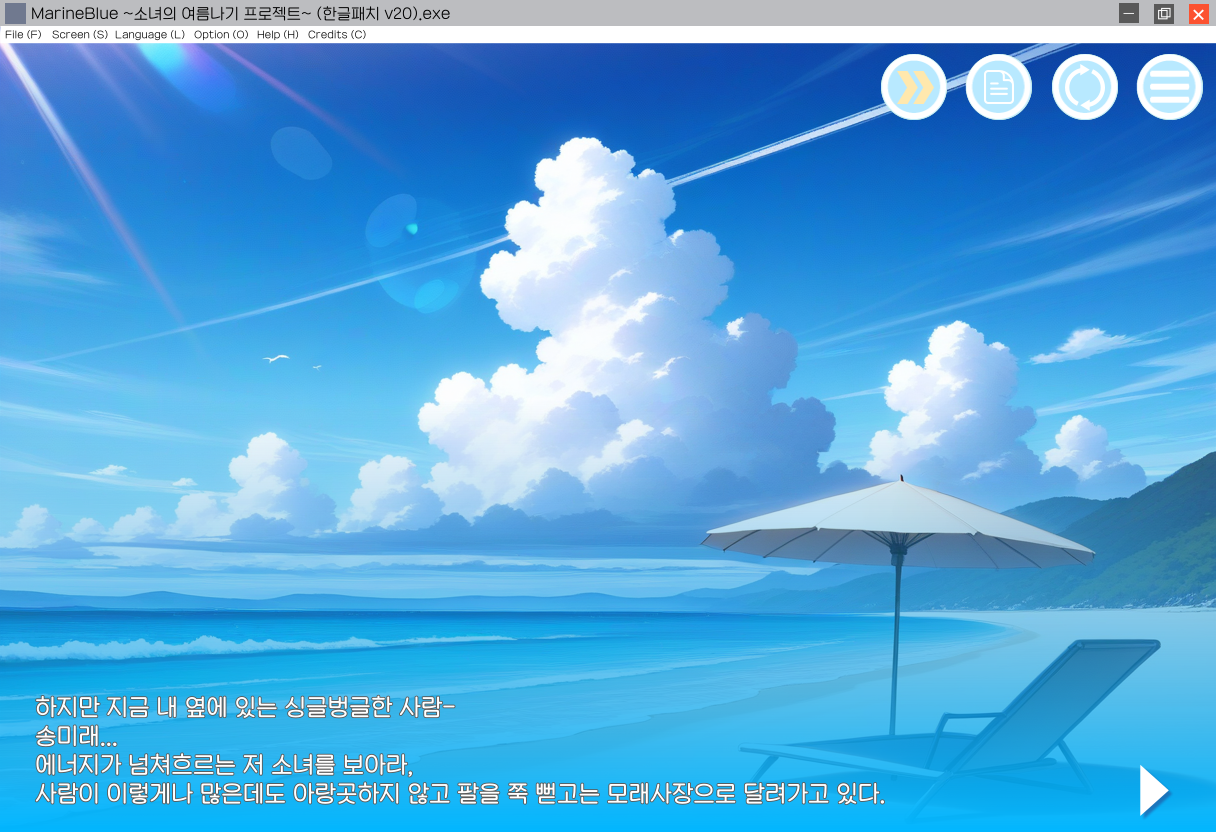 MarineBlue ~소녀의 여름나기 프로젝트~ (한글패치 v20).exe
File (F) Screen (S) Language (L) Option (O) Help (H) Credits (C)
하지만 지금 내 옆에 있는 싱글벙글한 사람-
송미래...
에너지가 넘쳐흐르는 저 소녀를 보아라,
사람이 이렇게나 많은데도 아랑곳하지 않고 팔을 쭉 뻗고는 모래사장으로 달려가고 있다.